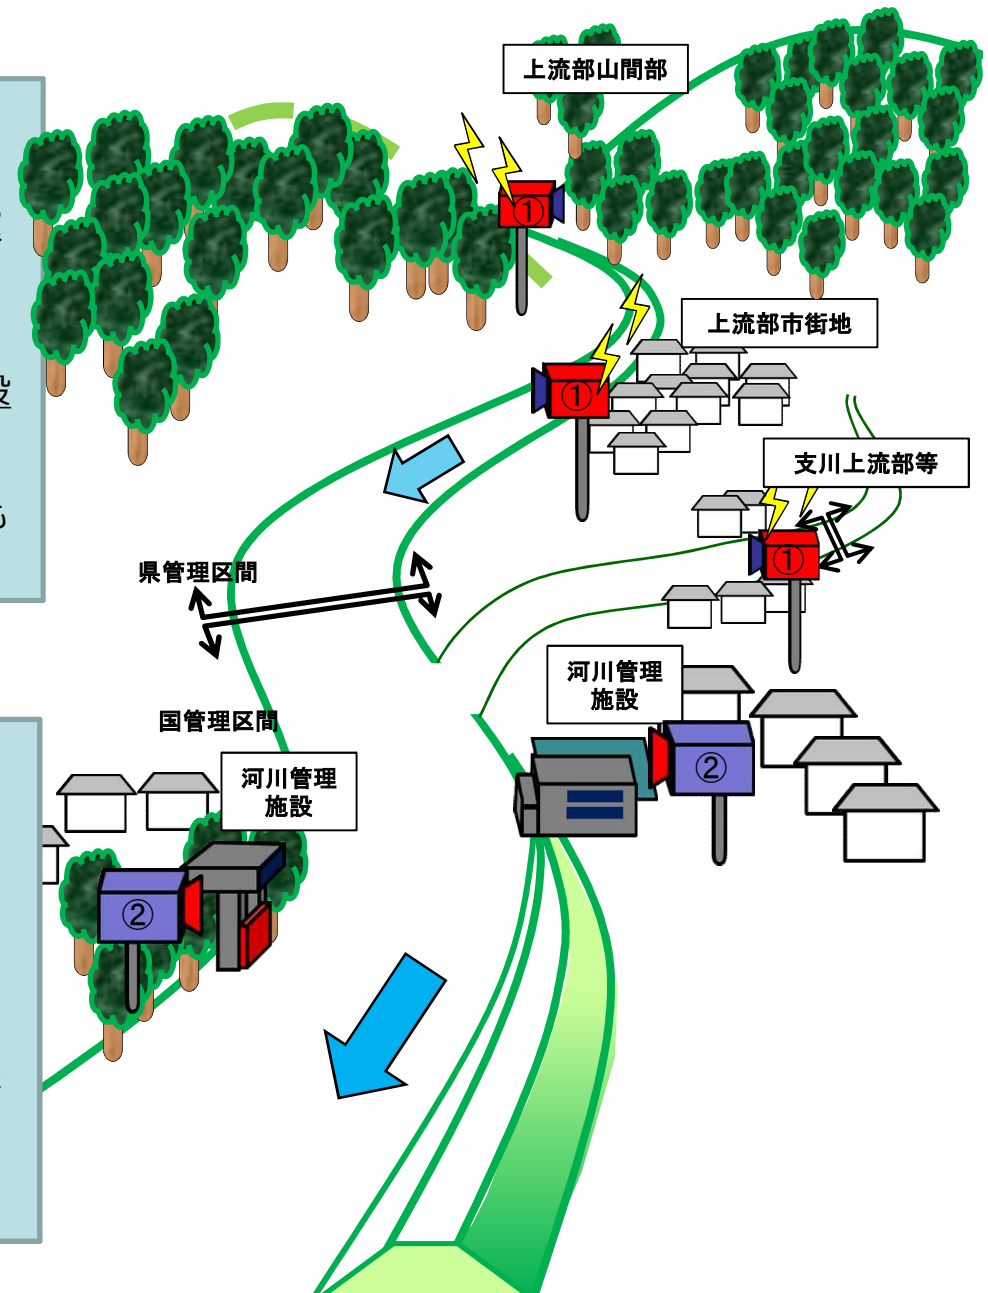 上流部山間部
①
上流部市街地
①
設
支川上流部等
①
も
県管理区間
国管理区間
河川管理
施設
②
河川管理
施設
②